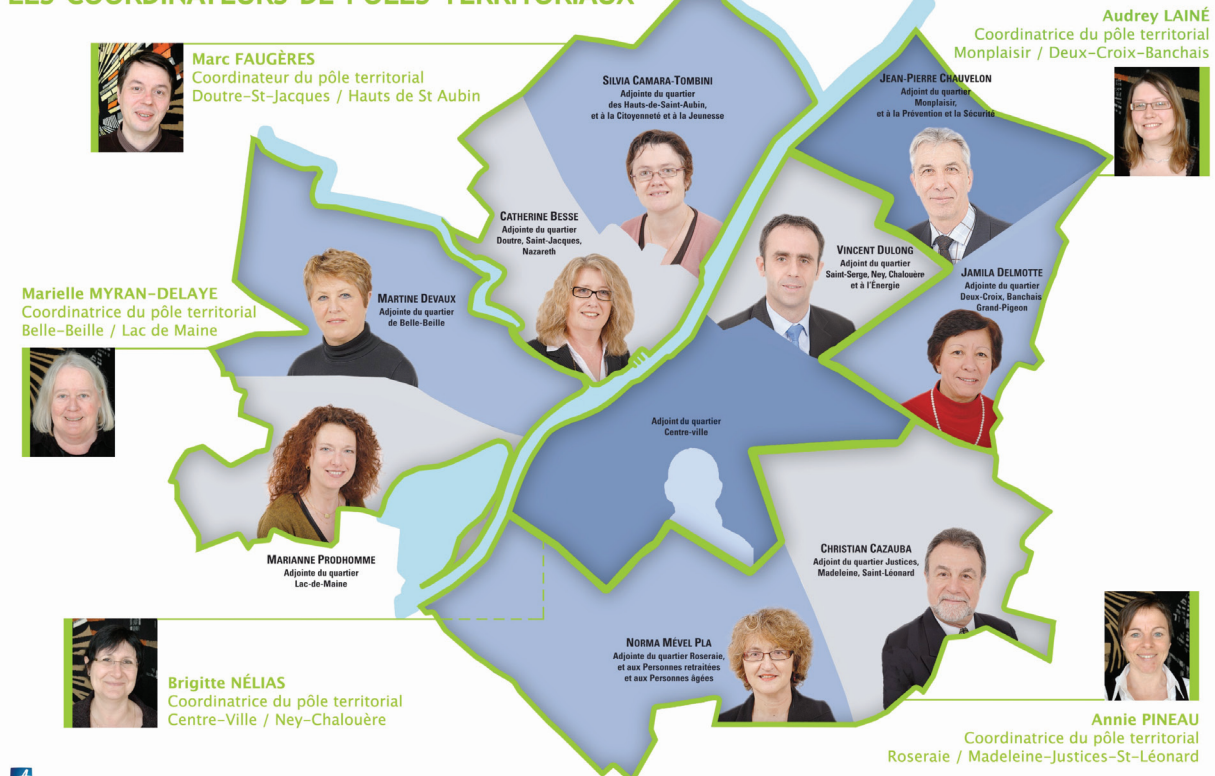 LES COORDINATEURS DE PÔLES TERRITORIAUX
Marc FAUGÈRES
Coordinateur du pôle territorial
Doutre-St-Jacques / Hauts de St Aubin
Audrey LAINÉ
Coordinatrice du pôle territorial
Monplaisir / Deux-Croix-Banchais
SILVIA CAMARA-TOMBINI
Adjointe du quartier
des Hauts-de-Saint-Aubin,
et à la Citoyenneté et à la Jeunesse
JEAN-PIERRE CHAUVELON
Adjoint du quartier
Monplaisir,
et à la Prévention et la Sécurité
CATHERINE BESSE
Adjointe du quartier
Doutre, Saint-Jacques,
Nazareth
VINCENT DULONG
Adjoint du quartier
Saint-Serge, Ney, Chalouère
et à l'Énergie
JAMILA DELMOTTE
Adjointe du quartier
Deux-Croix, Banchais
Grand-Pigeon
Marielle MYRAN-DELAYE
Coordinatrice du pôle territorial
Belle-Beille / Lac de Maine
MARTINE DEVAUX
Adjointe du quartier
de Belle-Beille
Adjoint du quartier
Centre-ville
MARIANNE PRODHOMME
Adjointe du quartier
Lac-de-Maine
CHRISTIAN CAZAUBA
Adjoint du quartier Justices,
Madeleine, Saint-Léonard
NORMA MÉVEL PLA
Adjointe du quartier Roseraie,
et aux Personnes retraitées
et aux Personnes âgées
Brigitte NÉLIAS
Coordinatrice du pôle territorial
Centre-Ville / Ney-Chalouère
Annie PINEAU
Coordinatrice du pôle territorial
Roseraie / Madeleine-Justices-St-Léonard